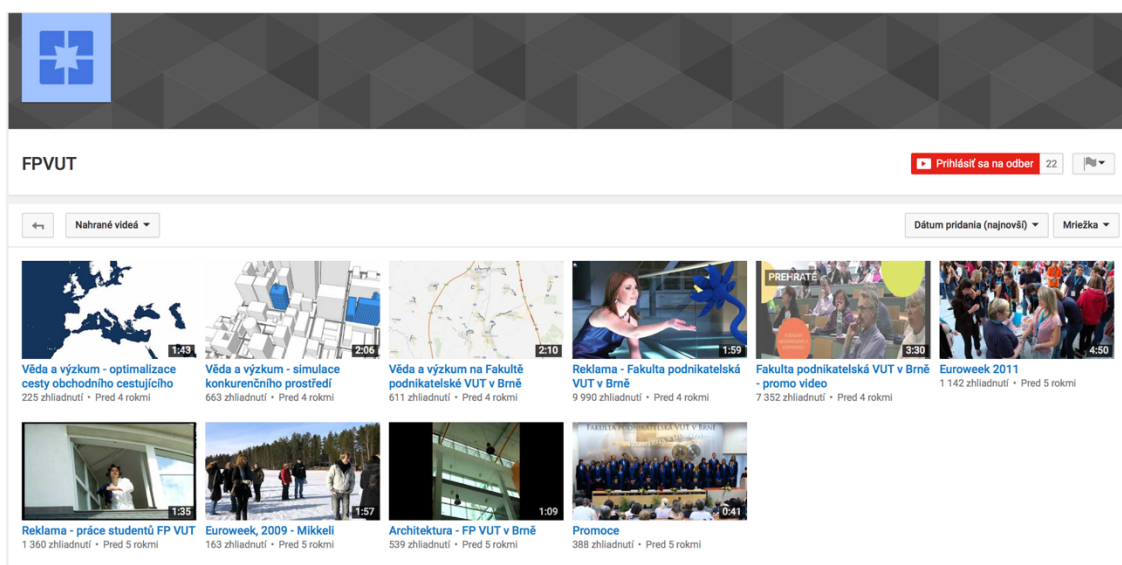 FPVUT
Prihlásiť sa na odber 22
Nahrané videá
Dátum pridania (najnovší)
Mriežka
1:43
2:06
2:10
1:59
PREHRATÉ
3:30
4:50
Věda a výzkum - optimalizace
cesty obchodního cestujícího
225 zhliadnutí • Pred 4 rokmi
Věda a výzkum - simulace
konkurenčního prostředí
663 zhliadnutí • Pred 4 rokmi
Věda a výzkum na Fakultě
podnikatelské VUT v Brně
611 zhliadnutí • Pred 4 rokmi
Reklama - Fakulta podnikatelská
VUT v Brně
9 990 zhliadnutí • Pred 4 rokmi
Fakulta podnikatelská VUT v Brně
- promo video
7 352 zhliadnutí • Pred 4 rokmi
Euroweek 2011
1 142 zhliadnutí • Pred 5 rokmi
1:35
1:57
1:09
FAKULTA PODNIKATELSKÁ VUT V BRNĚ
0:41
Reklama - práce studentů FP VUT
1 360 zhliadnutí • Pred 5 rokmi
Euroweek, 2009 - Mikkeli
163 zhliadnutí • Pred 5 rokmi
Architektura - FP VUT v Brně
539 zhliadnutí • Pred 5 rokmi
Promoce
388 zhliadnutí • Pred 5 rokmi